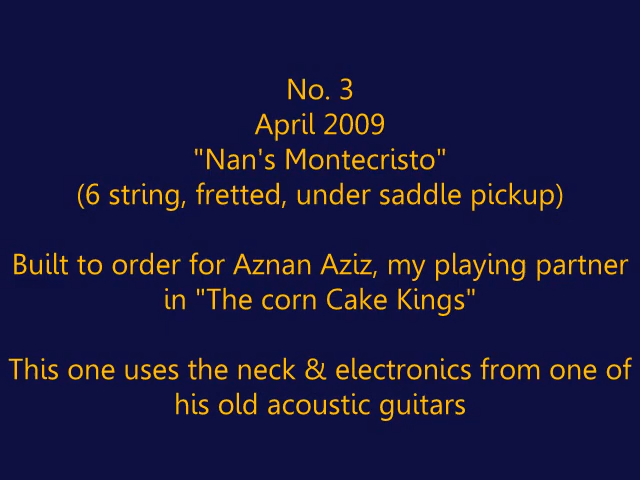 No. 3
April 2009
"Nan's Montecristo"
(6 string, fretted, under saddle pickup)
Built to order for Aznan Aziz, my playing partner
in "The corn Cake Kings"
This one uses the neck & electronics from one of
his old acoustic guitars